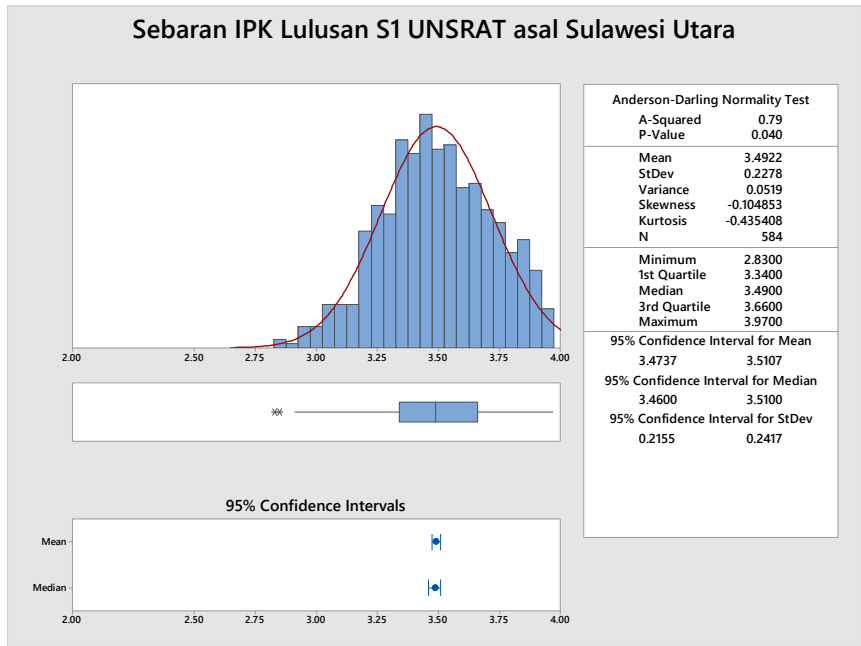 Sebaran IPK Lulusan S1 UNSRAT asal Sulawesi Utara
2.00 2.50 2.75 3.00 3.25 3.50 3.75 4.00
95% Confidence Intervals
Mean
Median
2.00 2.50 2.75 3.00 3.25 3.50 3.75 4.00
Anderson-Darling Normality Test
A-Squared 0.79
P-Value 0.040
Mean 3.4922
StDev 0.2278
Variance 0.0519
Skewness -0.104853
Kurtosis -0.435408
N 584
Minimum 2.8300
1st Quartile 3.3400
Median 3.4900
3rd Quartile 3.6600
Maximum 3.9700
95% Confidence Interval for Mean
3.4737 3.5107
95% Confidence Interval for Median
3.4600 3.5100
95% Confidence Interval for StDev
0.2155 0.2417